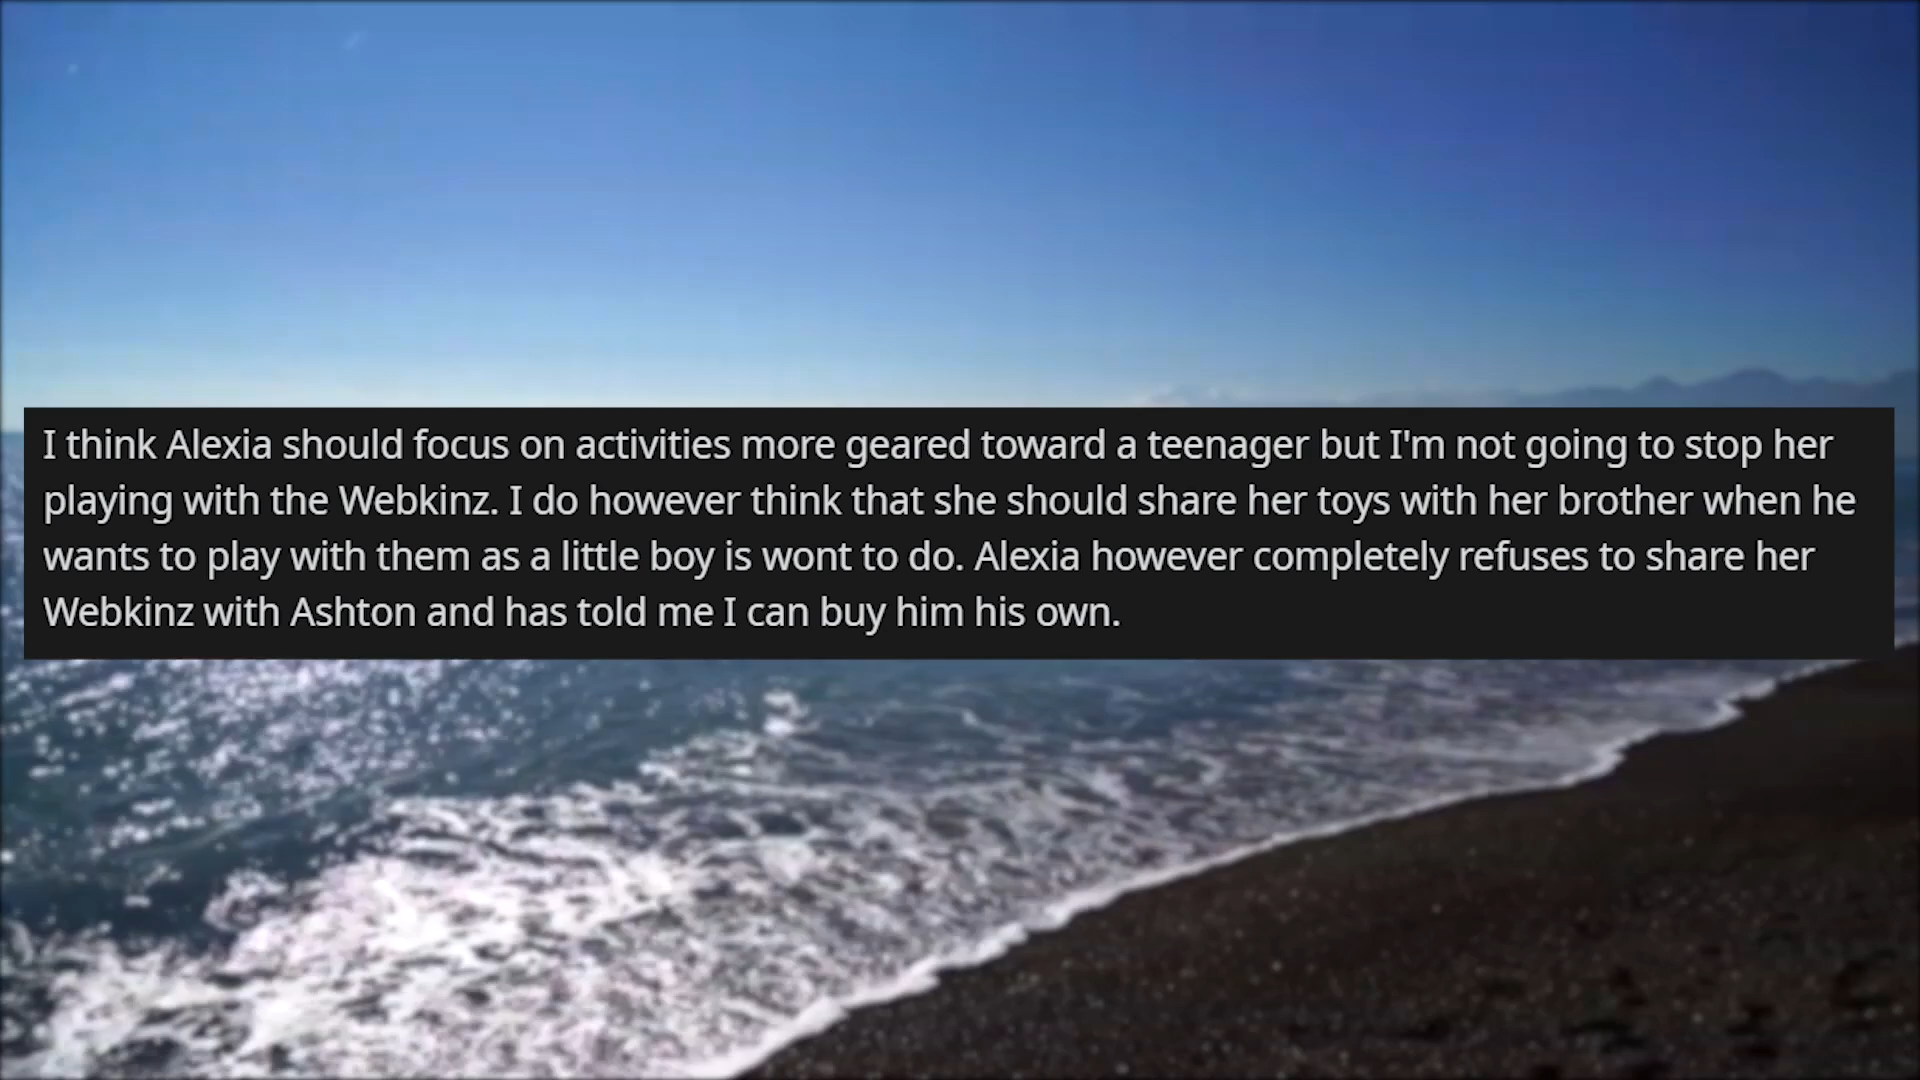 I think Alexia should focus on activities more geared toward a teenager but I'm not going to stop her
playing with the Webkinz. I do however think that she should share her toys with her brother when he
wants to play with them as a little boy is wont to do. Alexia however completely refuses to share her
Webkinz with Ashton and has told me I can buy him his own.